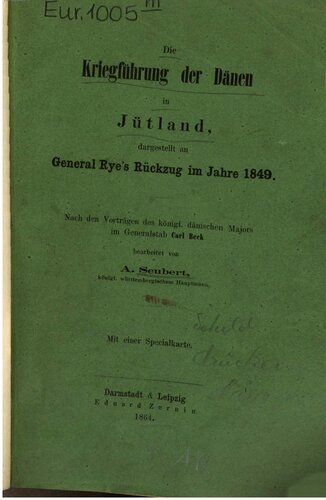 Eur. 1005 m
Die
Kriegführung der Dänen
in
Jütland,
dargestellt an
General Rye's Rückzug im Jahre 1849.
Nach den Vorträgen des königl. dänischen Majors
im Generalstab Carl Beck
bearbeitet von
A. Seubert,
königl. württembergischem Hauptmann.
Mit einer Specialkarte.
Darmstadt & Leipzig
Eduard Zernin
1864.